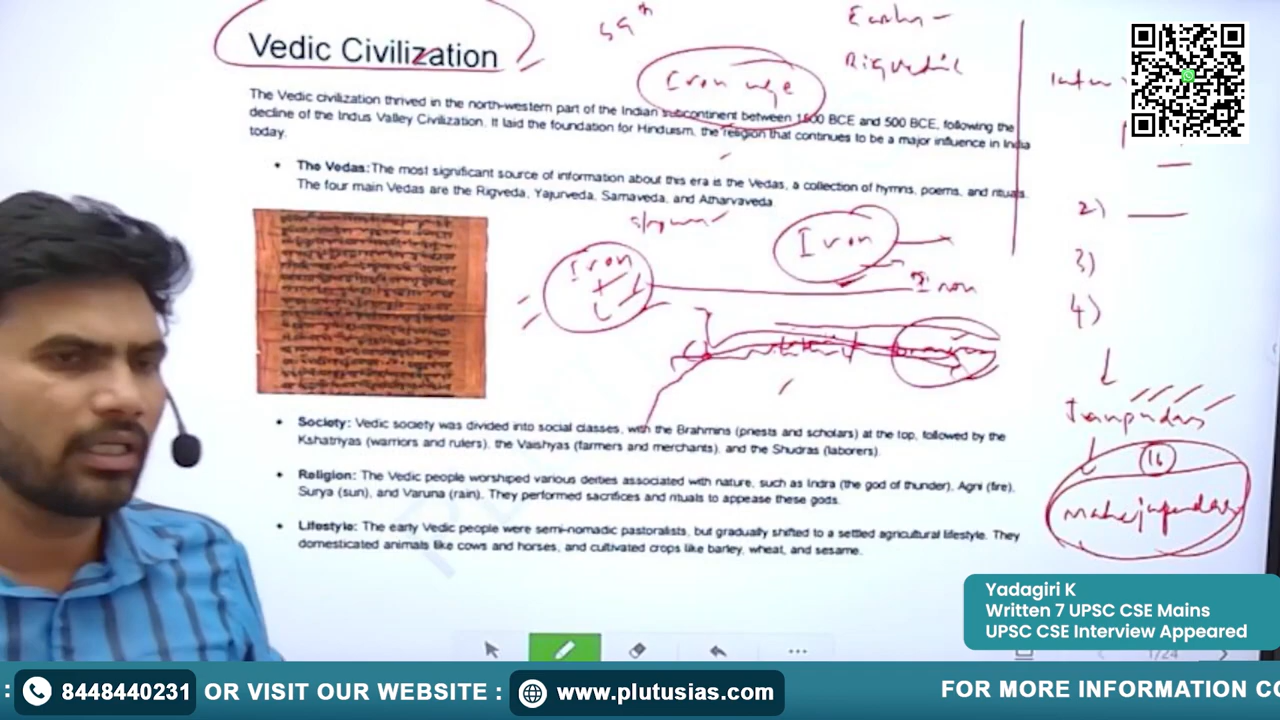 Vedic Civilization
The Vedic civilization thrived in the north-western part of the Indian subcontinent between 1500 BCE and 500 BCE, following the
decline of the Indus Valley Civilization. It laid the foundation for Hinduism, the religion that continues to be a major influence in India
today.
• The Vedas: The most significant source of information about this era is the Vedas, a collection of hymns, poems, and rituals.
The four main Vedas are the Rigveda, Yajurveda, Samaveda, and Atharvaveda
• Society: Vedic society was divided into social classes, with the Brahmins (priests and scholars) at the top, followed by the
Kshatriyas (warriors and rulers), the Vaishyas (farmers and merchants), and the Shudras (laborers).
• Religion: The Vedic people worshiped various deities associated with nature, such as Indra (the god of thunder), Agni (fire),
Surya (sun), and Varuna (rain). They performed sacrifices and rituals to appease these gods.
• Lifestyle: The early Vedic people were semi-nomadic pastoralists, but gradually shifted to a settled agricultural lifestyle. They
domesticated animals like cows and horses, and cultivated crops like barley, wheat, and sesame.
Iron age
Iron
Iron
Iron
2)
3)
4)
16
Yadagiri K
Written 7 UPSC CSE Mains
UPSC CSE Interview Appeared
1/24
: 8448440231 OR VISIT OUR WEBSITE : www.plutusias.com FOR MORE INFORMATION